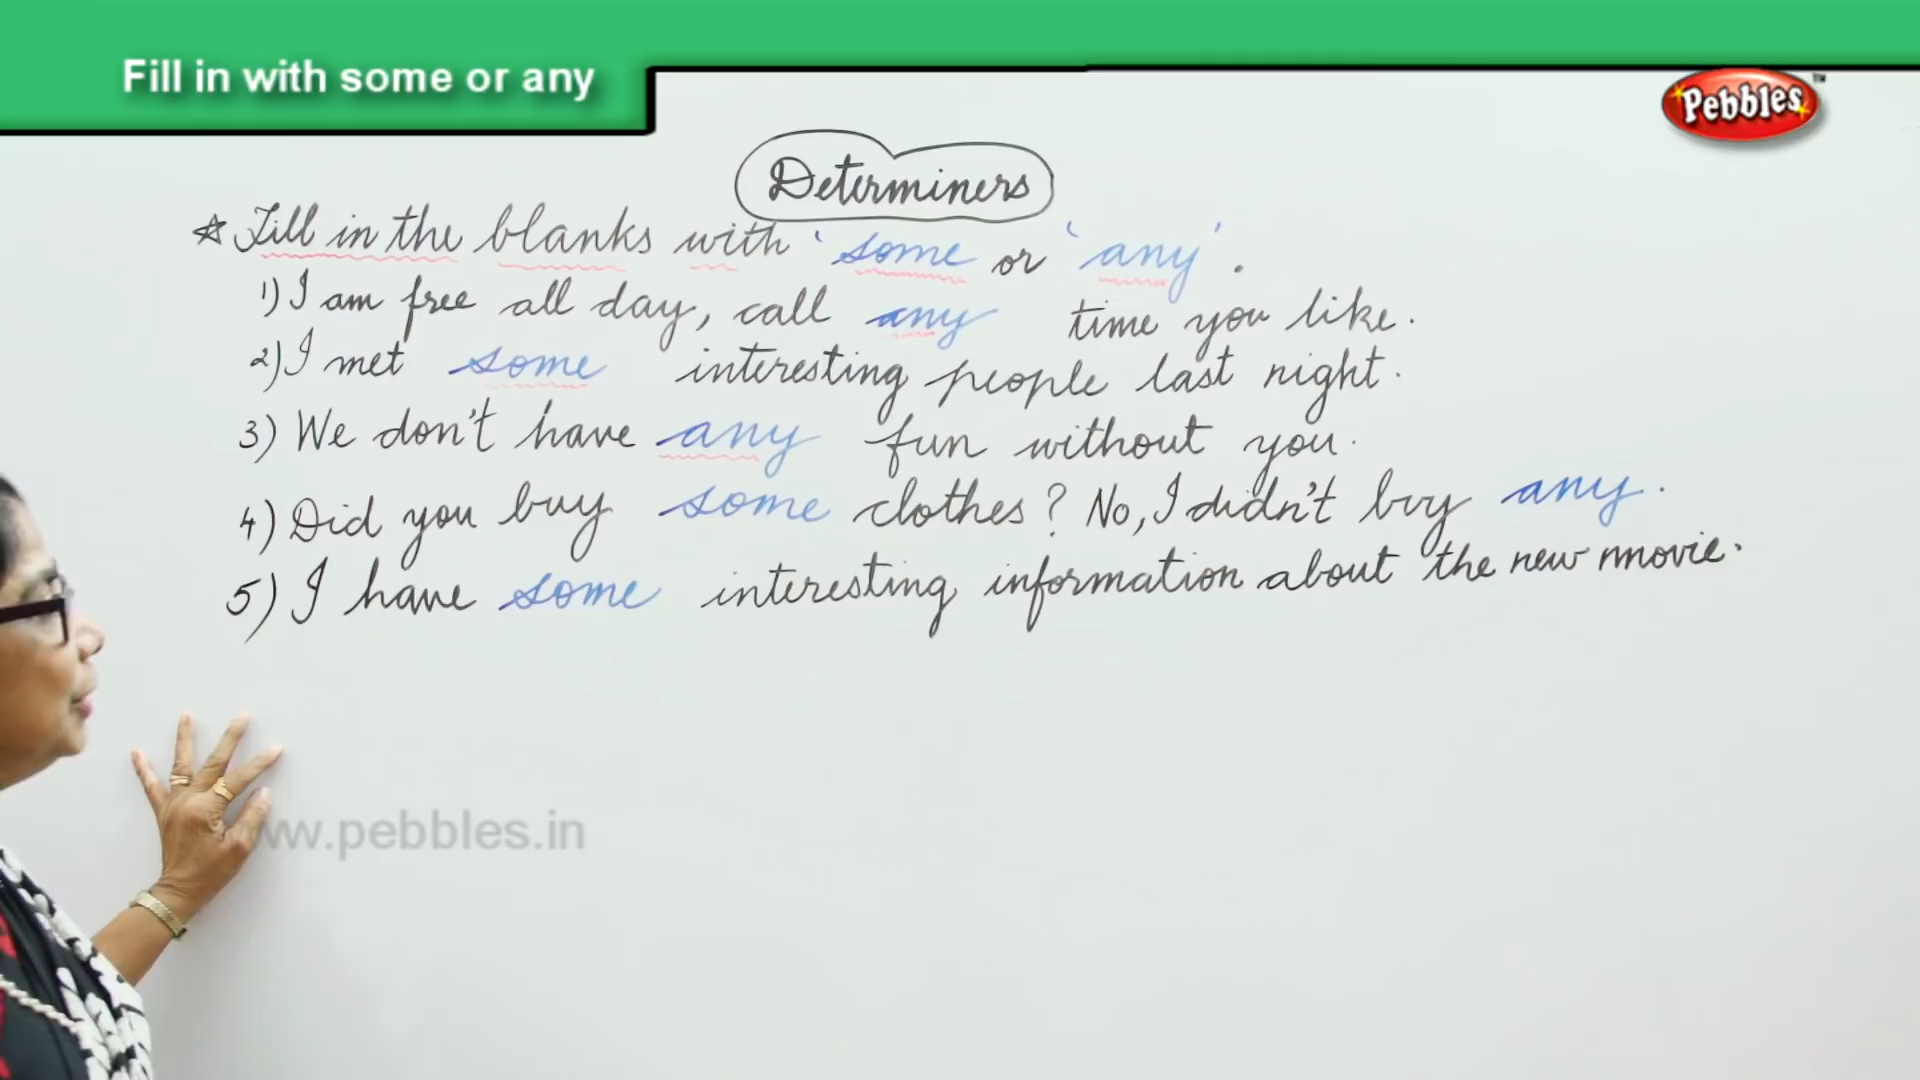 Fill in with some or any
Pebbles™
Determiners
☆ Fill in the blanks with 'some or 'any'.
1) I am free all day, call any time you like.
2) I met some interesting people last night.
3) We don't have any fun without you.
4) Did you buy some clothes? No, I didn't buy any.
5) I have some interesting information about the new movie.
www.pebbles.in